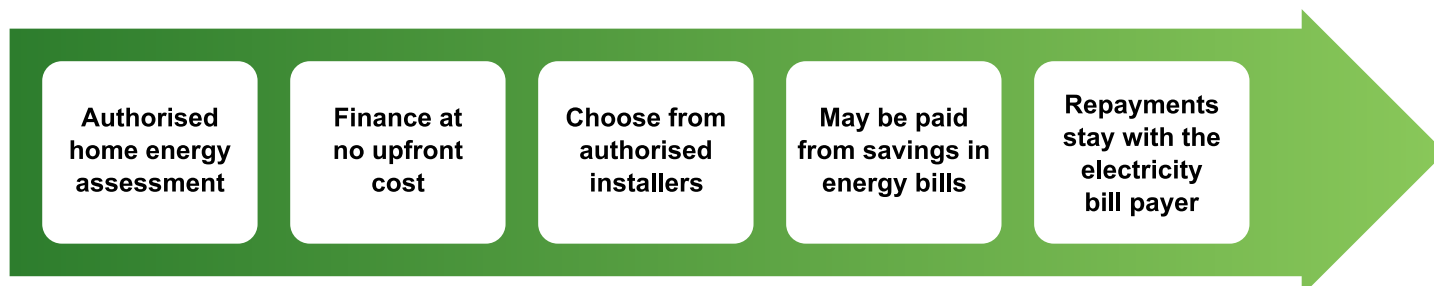 Authorised
home energy
assessment
Finance at
no upfront
cost
Choose from
authorised
installers
May be paid
from savings in
energy bills
Repayments
stay with the
electricity
bill payer